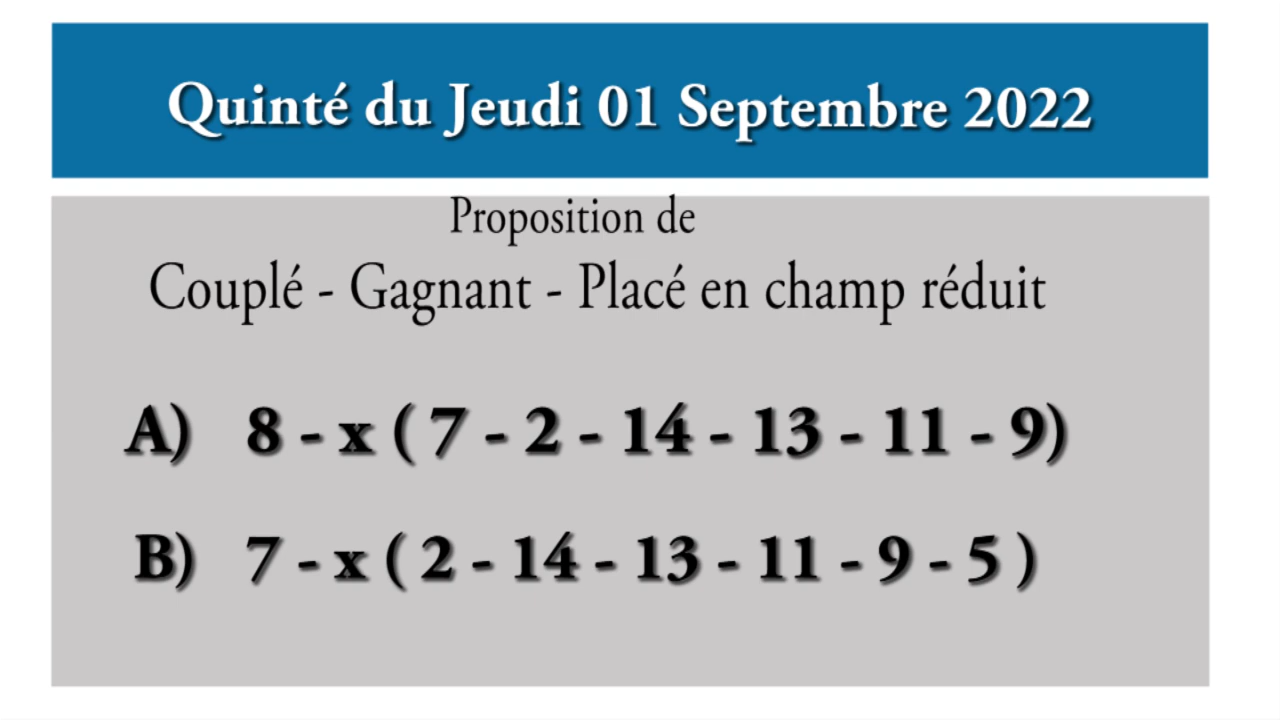 Quinté du Jeudi 01 Septembre 2022
Proposition de
Couplé - Gagnant - Placé en champ réduit
A) 8 - x ( 7 - 2 - 14 - 13 - 11 - 9)
B) 7 - x ( 2 - 14 - 13 - 11 - 9 - 5 )